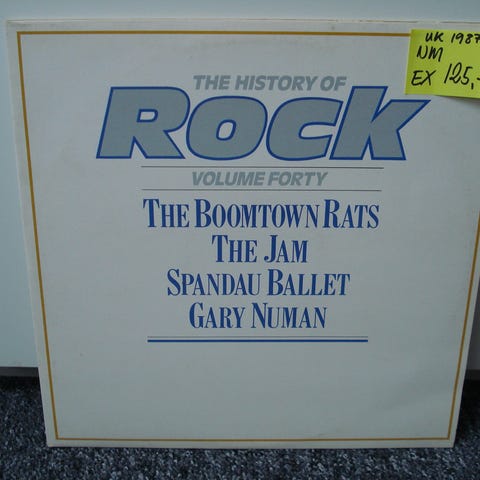 UK 1987
NM
EX 125,-
THE HISTORY OF
Rock
VOLUME FORTY
THE BOOMTOWN RATS
THE JAM
SPANDAU BALLET
GARY NUMAN